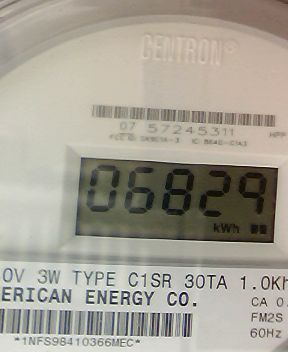 CENTRON®
07 57245311
06829
kWh
0V 3W TYPE C1SR 30TA 1.0Kh
ERICAN ENERGY CO.
CA 0.
FM2S
60Hz
*1NFS98410366MEC*